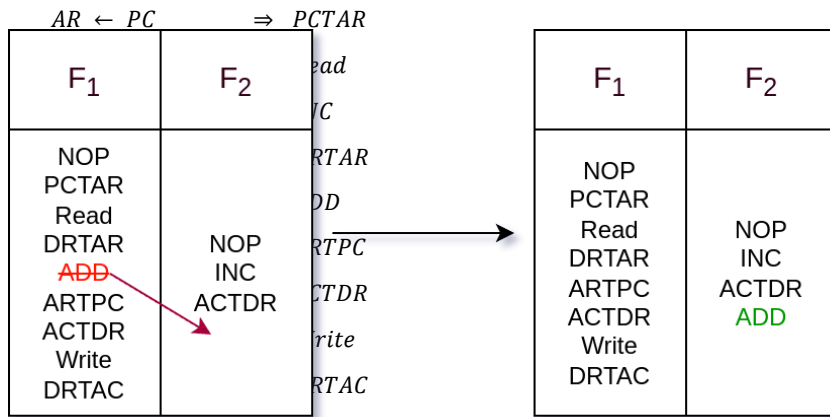 AR ← PC ⇒ PCTAR
F1 F2
NOP
PCTAR
Read
DRTAR
ADD
ARTPC
ACTDR
Write
DRTAC
NOP
INC
ACTDR
F1 F2
NOP
PCTAR
Read
DRTAR
ARTPC
ACTDR
Write
DRTAC
NOP
INC
ACTDR
ADD